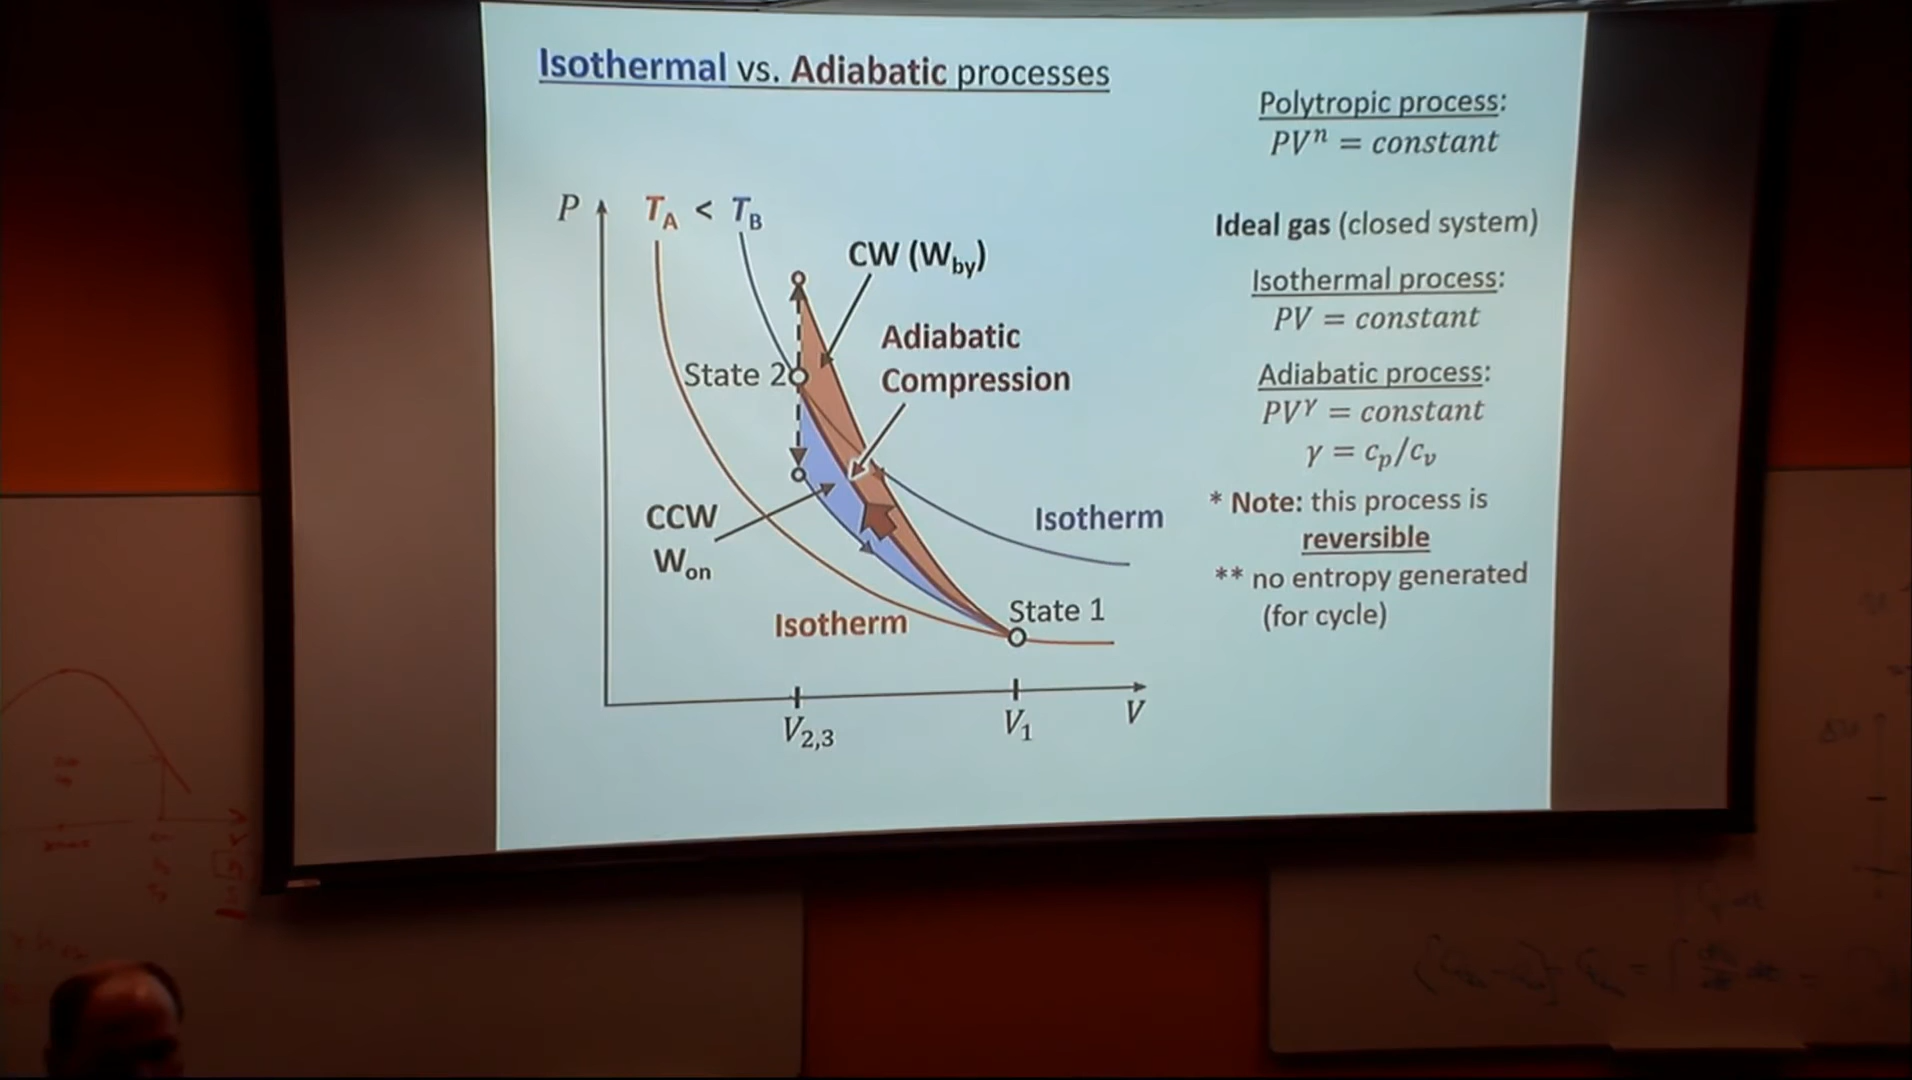 Isothermal vs. Adiabatic processes
Polytropic process:
PVⁿ = constant
P
T_A < T_B
Ideal gas (closed system)
CW (W_by)
Isothermal process:
PV = constant
Adiabatic
Compression
State 2
Adiabatic process:
PV^γ = constant
γ = c_p/c_v
CCW
W_on
Isotherm
* Note: this process is
reversible
** no entropy generated
(for cycle)
Isotherm
State 1
V_2,3
V_1
V